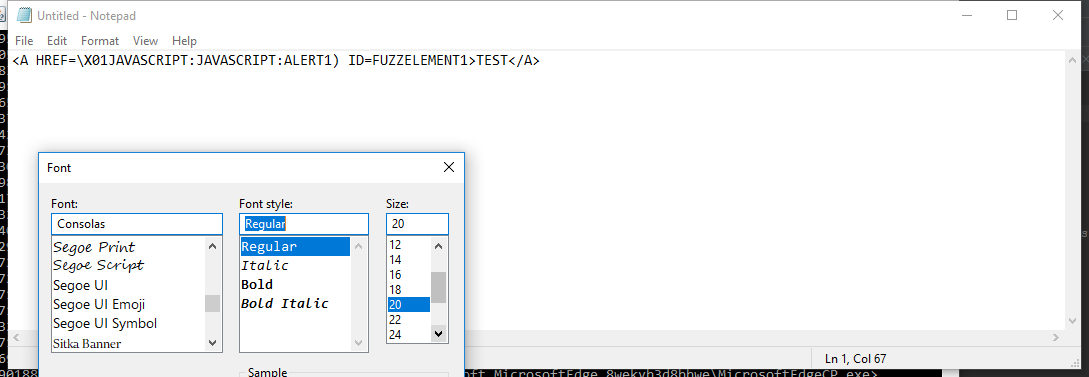 Untitled - Notepad
File Edit Format View Help
<A HREF=\X01JAVASCRIPT:JAVASCRIPT:ALERT1) ID=FUZZELEMENT1>TEST</A>
Font
Font: Font style: Size:
Consolas Regular 20
Segoe Print Regular 12
Segoe Script Italic 14
Segoe UI Bold 16
Segoe UI Emoji Bold Italic 18
Segoe UI Symbol 20
Sitka Banner 22
24
Ln 1, Col 67
Sample
soft.MicrosoftEdge_8wekyb3d8bbwe\MicrosoftEdgeCP.exe>